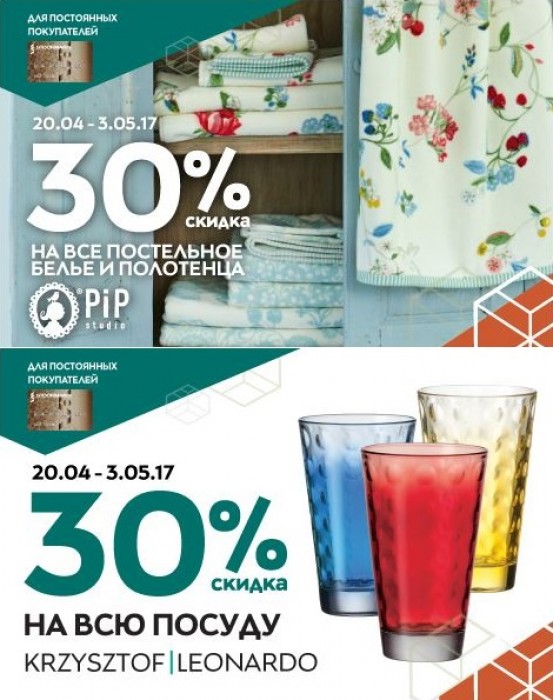 ДЛЯ ПОСТОЯННЫХ
ПОКУПАТЕЛЕЙ
20.04 - 3.05.17
30%
скидка
НА ВСЕ ПОСТЕЛЬНОЕ
БЕЛЬЕ И ПОЛОТЕНЦА
® PiP
studio
ДЛЯ ПОСТОЯННЫХ
ПОКУПАТЕЛЕЙ
20.04 - 3.05.17
30%
скидка
НА ВСЮ ПОСУДУ
KRZYSZTOF|LEONARDO